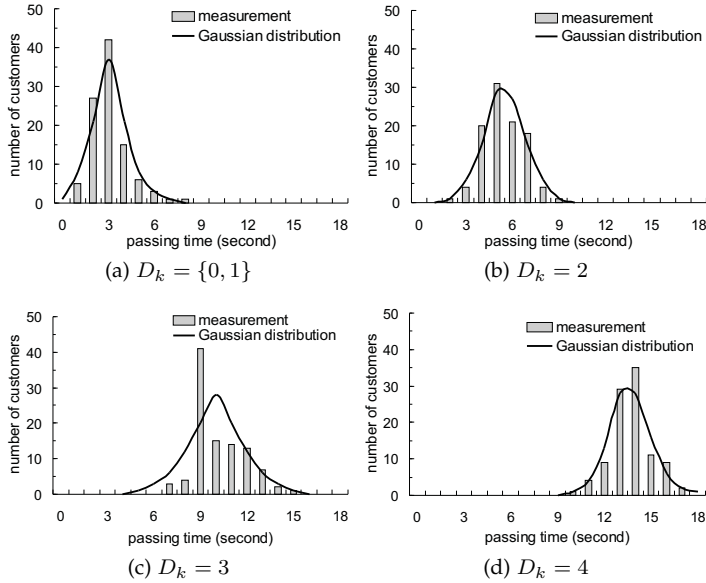 measurement
Gaussian distribution
number of customers
50
40
30
20
10
0
0 3 6 9 12 15 18
passing time (second)
(a) D_k = {0, 1}
measurement
Gaussian distribution
number of customers
50
40
30
20
10
0
0 3 6 9 12 15 18
passing time (second)
(b) D_k = 2
measurement
Gaussian distribution
number of customers
50
40
30
20
10
0
0 3 6 9 12 15 18
passing time (second)
(c) D_k = 3
measurement
Gaussian distribution
number of customers
50
40
30
20
10
0
0 3 6 9 12 15 18
passing time (second)
(d) D_k = 4